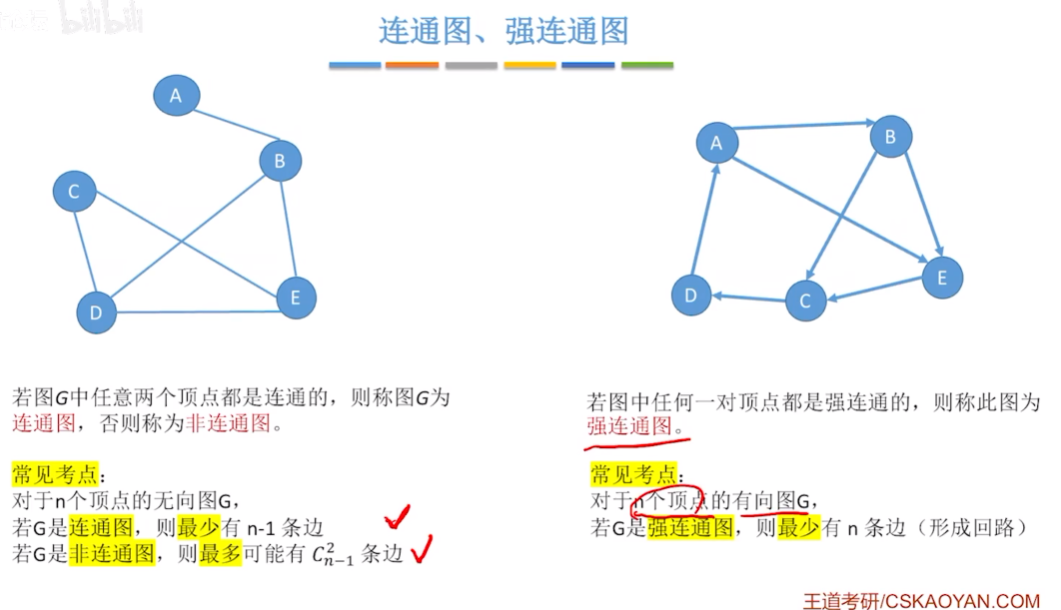 bilibili
连通图、强连通图
A
B
C
D
E
A
B
C
D
E
若图G中任意两个顶点都是连通的，则称图G为
连通图，否则称为非连通图。
常见考点：
对于n个顶点的无向图G，
若G是连通图，则最少有 n-1 条边
若G是非连通图，则最多可能有 C²ₙ₋₁ 条边
若图中任何一对顶点都是强连通的，则称此图为
强连通图。
常见考点：
对于n个顶点的有向图G，
若G是强连通图，则最少有 n 条边（形成回路）
王道考研/CSKAOYAN.COM